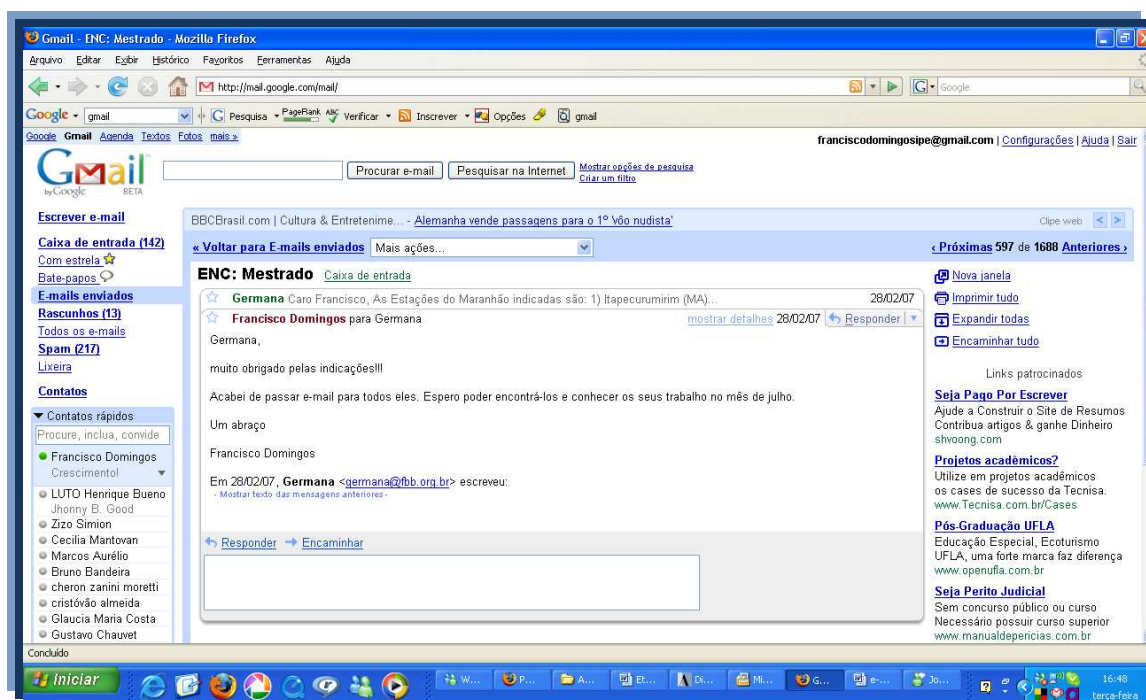 Gmail - ENC: Mestrado - Mozilla Firefox
Arquivo Editar Exibir Histórico Favoritos Ferramentas Ajuda
http://mail.google.com/mail/
Google
Google gmail Pesquisa PageRank ABC Verificar Inscrever Opções gmail
Google Gmail Agenda Textos Fotos mais »
franciscodomingosipe@gmail.com | Configurações | Ajuda | Sair
Gmail
by Google BETA
Procurar e-mail Pesquisar na Internet Mostrar opções de pesquisa
Criar um filtro
Escrever e-mail
Caixa de entrada (142)
Com estrela
Bate-papos
E-mails enviados
Rascunhos (13)
Todos os e-mails
Spam (217)
Lixeira
Contatos
Contatos rápidos
Procure, inclua, convide
Francisco Domingos
Crescimento!
LUTO Henrique Bueno
Jhonny B. Good
Zizo Simion
Cecilia Mantovan
Marcos Aurélio
Bruno Bandeira
cheron zanini moretti
cristóvão almeida
Glaucia Maria Costa
Gustavo Chauvet
BBCBrasil.com | Cultura & Entretenime... - Alemanha vende passagens para o 1º 'vôo nudista'
Clipe web < >
« Voltar para E-mails enviados Mais ações...
‹ Próximas 597 de 1688 Anteriores ›
ENC: Mestrado Caixa de entrada
Germana Caro Francisco, As Estações do Maranhão indicadas são: 1) Itapecurumirim (MA)... 28/02/07
Francisco Domingos para Germana mostrar detalhes 28/02/07 Responder
Germana,
muito obrigado pelas indicações!!!
Acabei de passar e-mail para todos eles. Espero poder encontrá-los e conhecer os seus trabalho no mês de julho.
Um abraço
Francisco Domingos
Em 28/02/07, Germana <germana@fbb.org.br> escreveu:
- Mostrar texto das mensagens anteriores -
Responder Encaminhar
Nova janela
Imprimir tudo
Expandir todas
Encaminhar tudo
Links patrocinados
Seja Pago Por Escrever
Ajude a Construir o Site de Resumos
Contribua artigos & ganhe Dinheiro
shvoong.com
Projetos acadêmicos?
Utilize em projetos acadêmicos
os cases de sucesso da Tecnisa.
www.Tecnisa.com.br/Cases
Pós-Graduação UFLA
Educação Especial, Ecoturismo
UFLA, uma forte marca faz diferença
www.openufla.com.br
Seja Perito Judicial
Sem concurso público ou curso
Necessário possuir curso superior
www.manualdepericias.com.br
Concluído
Iniciar W... P... A... Et... Di... Mi... G... e-... Jo... 16:48
terça-feira